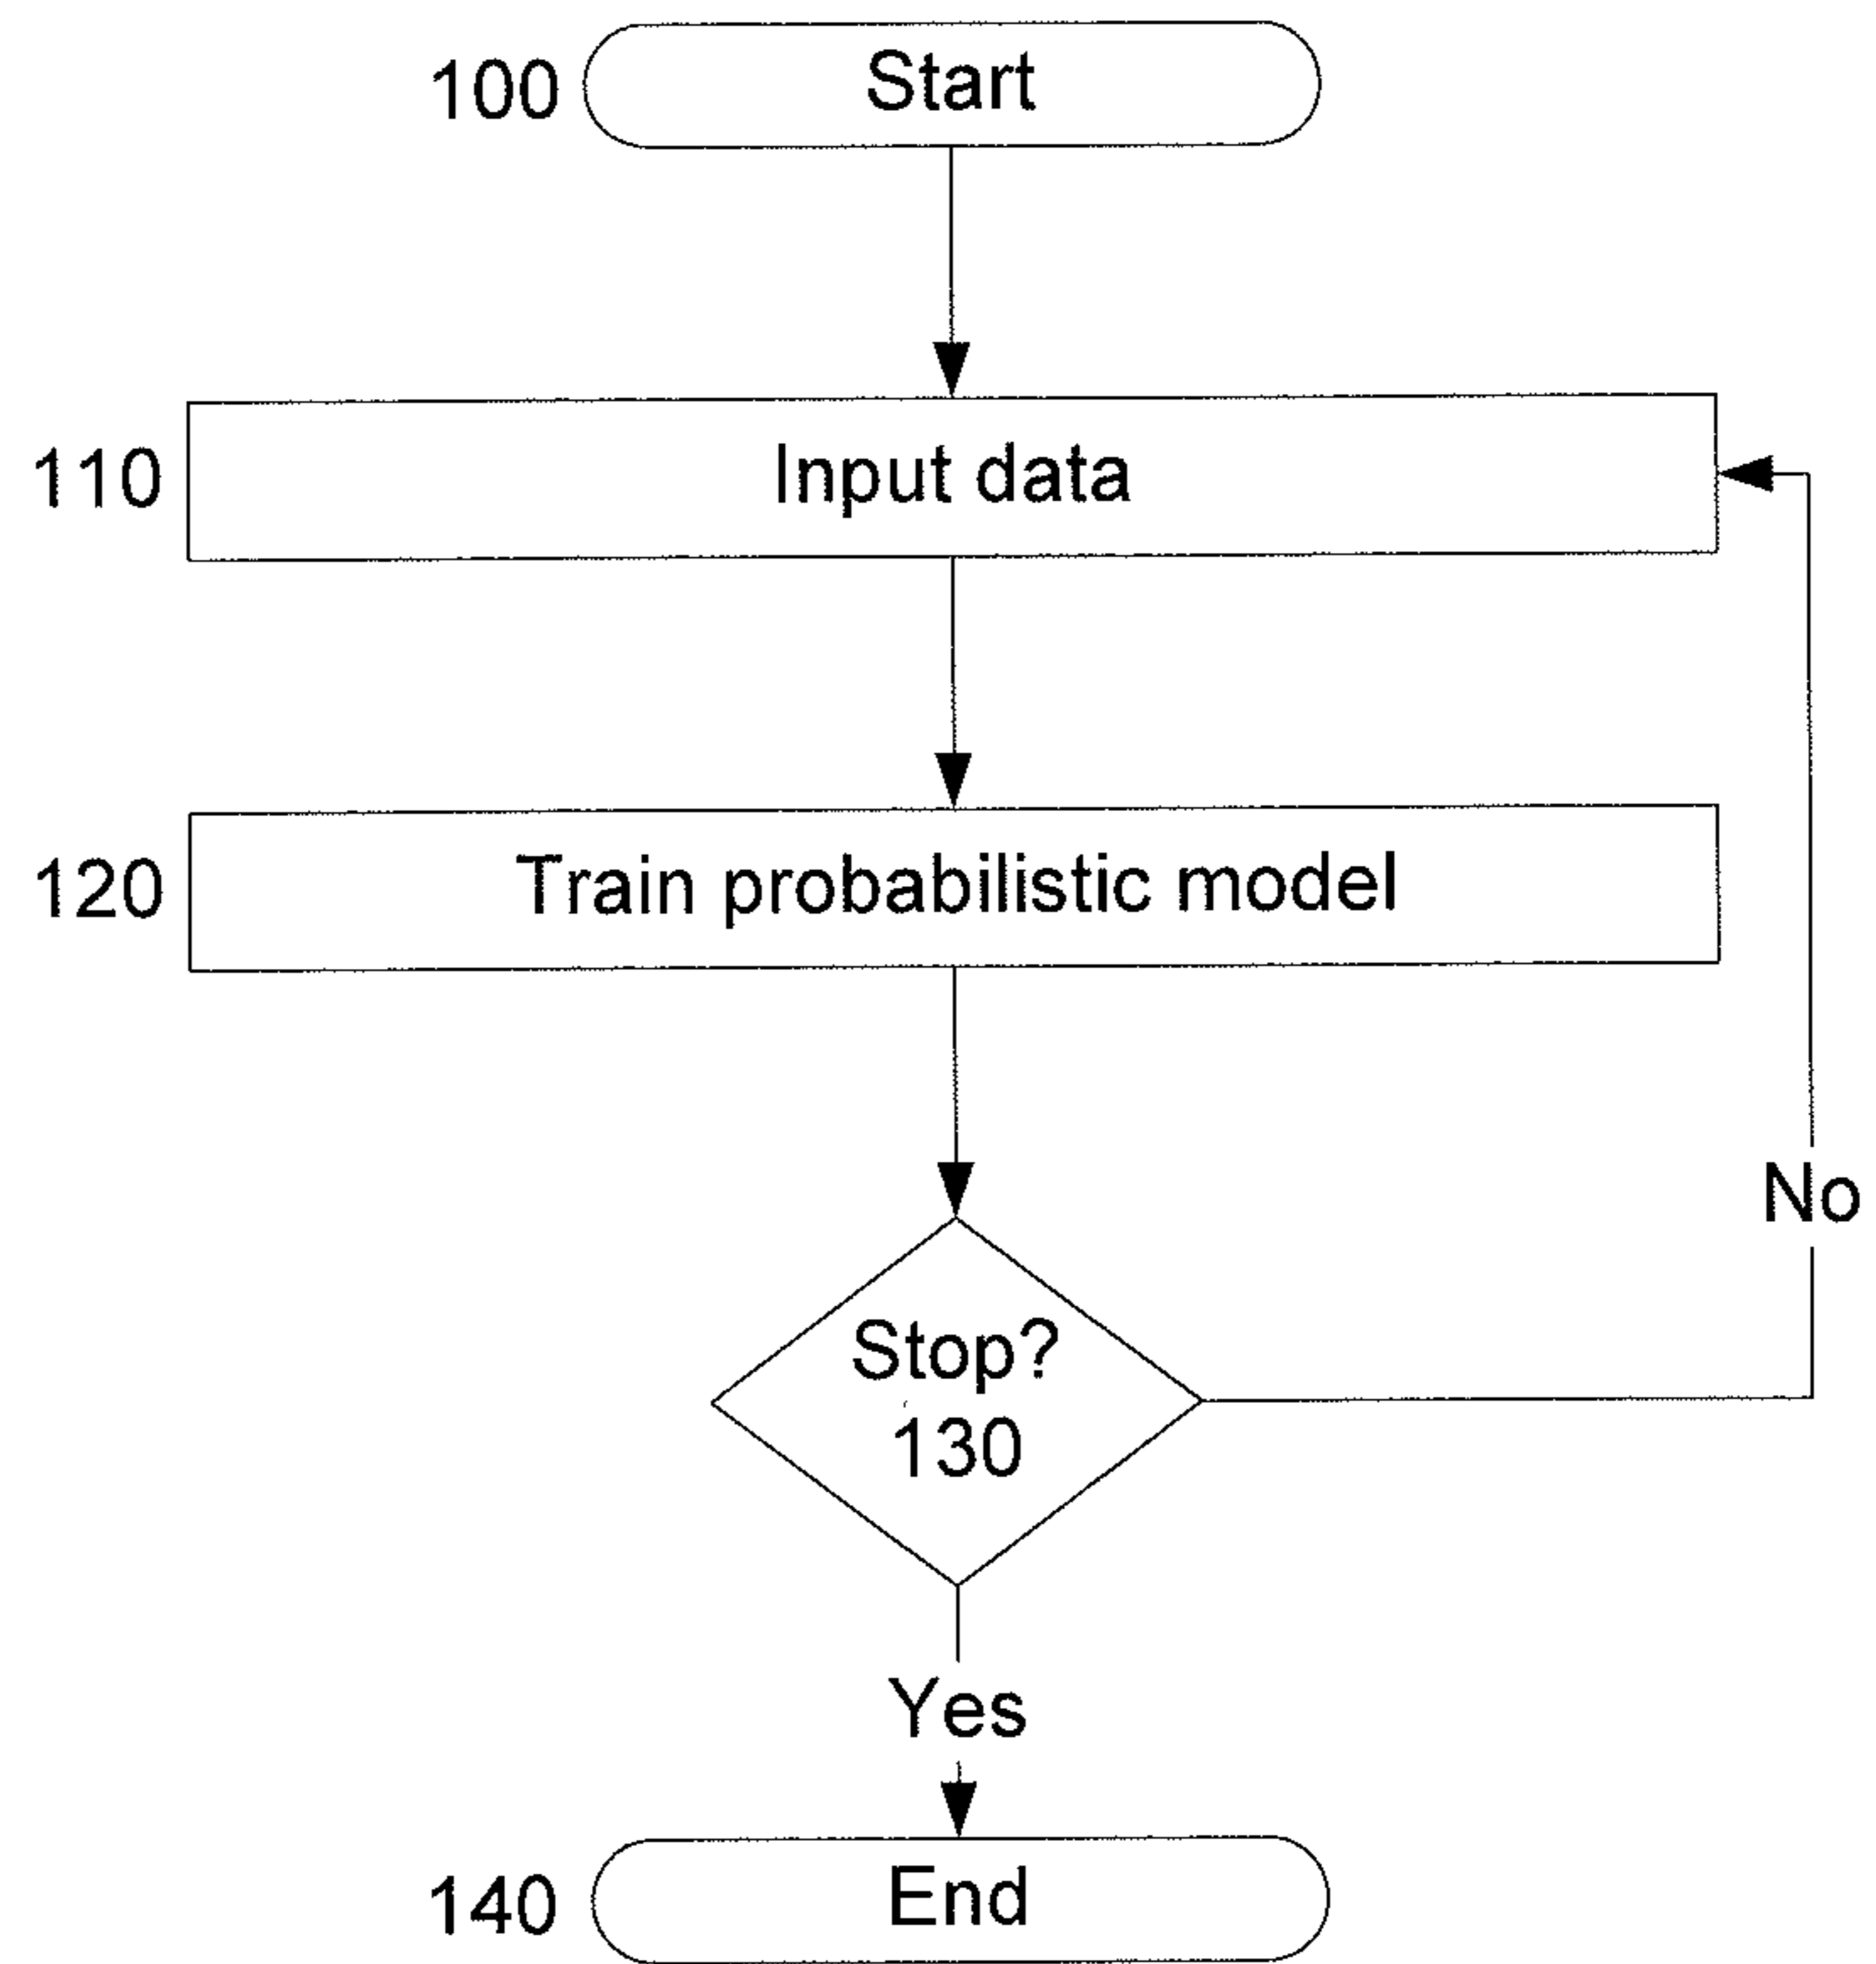 100 Start
110 Input data
120 Train probabilistic model
Stop?
130
No
Yes
140 End